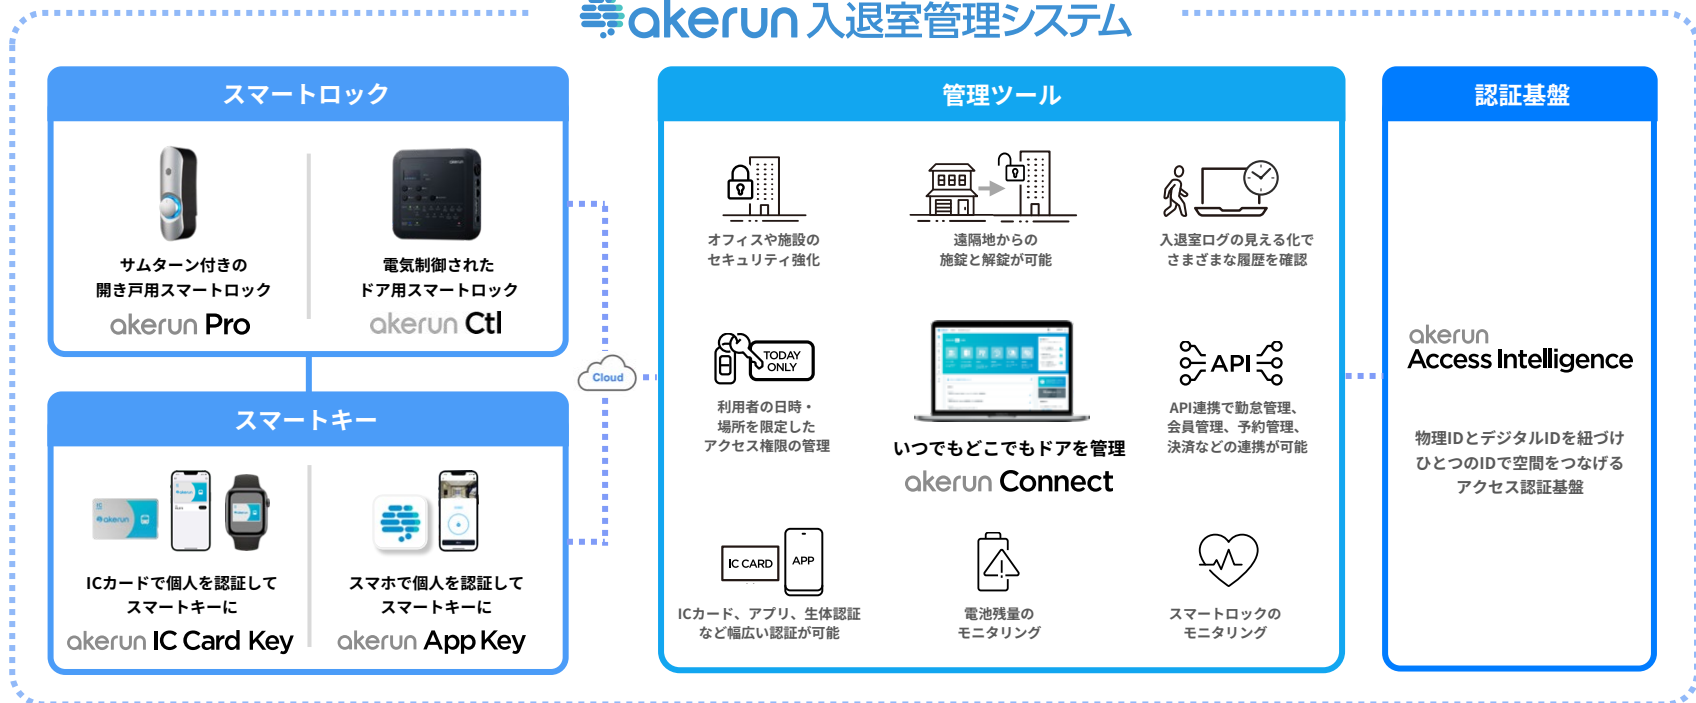 akerun 入退室管理システム
スマートロック
サムターン付きの
開き戸用スマートロック
akerun Pro
電気制御された
ドア用スマートロック
akerun Ctl
スマートキー
akerun
ICカードで個人を認証して
スマートキーに
akerun IC Card Key
スマホで個人を認証して
スマートキーに
akerun App Key
Cloud
管理ツール
オフィスや施設の
セキュリティ強化
遠隔地からの
施錠と解錠が可能
入退室ログの見える化で
さまざまな履歴を確認
TODAY
ONLY
利用者の日時・
場所を限定した
アクセス権限の管理
いつでもどこでもドアを管理
akerun Connect
API
API連携で勤怠管理、
会員管理、予約管理、
決済などの連携が可能
IC CARD
APP
ICカード、アプリ、生体認証
など幅広い認証が可能
電池残量の
モニタリング
スマートロックの
モニタリング
認証基盤
akerun
Access Intelligence
物理IDとデジタルIDを紐づけ
ひとつのIDで空間をつなげる
アクセス認証基盤